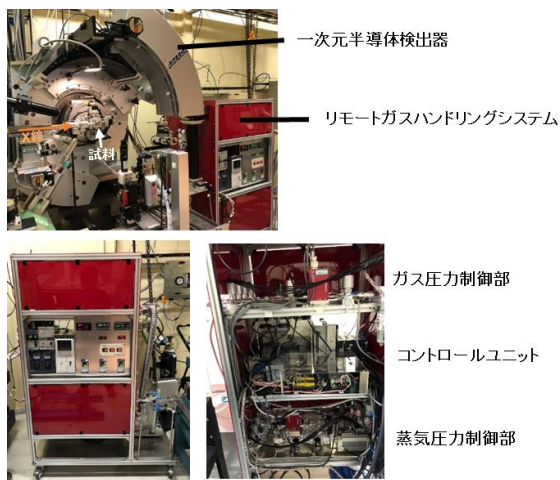 一次元半導体検出器
リモートガスハンドリングシステム
X線
試料
ガス圧力制御部
コントロールユニット
蒸気圧力制御部